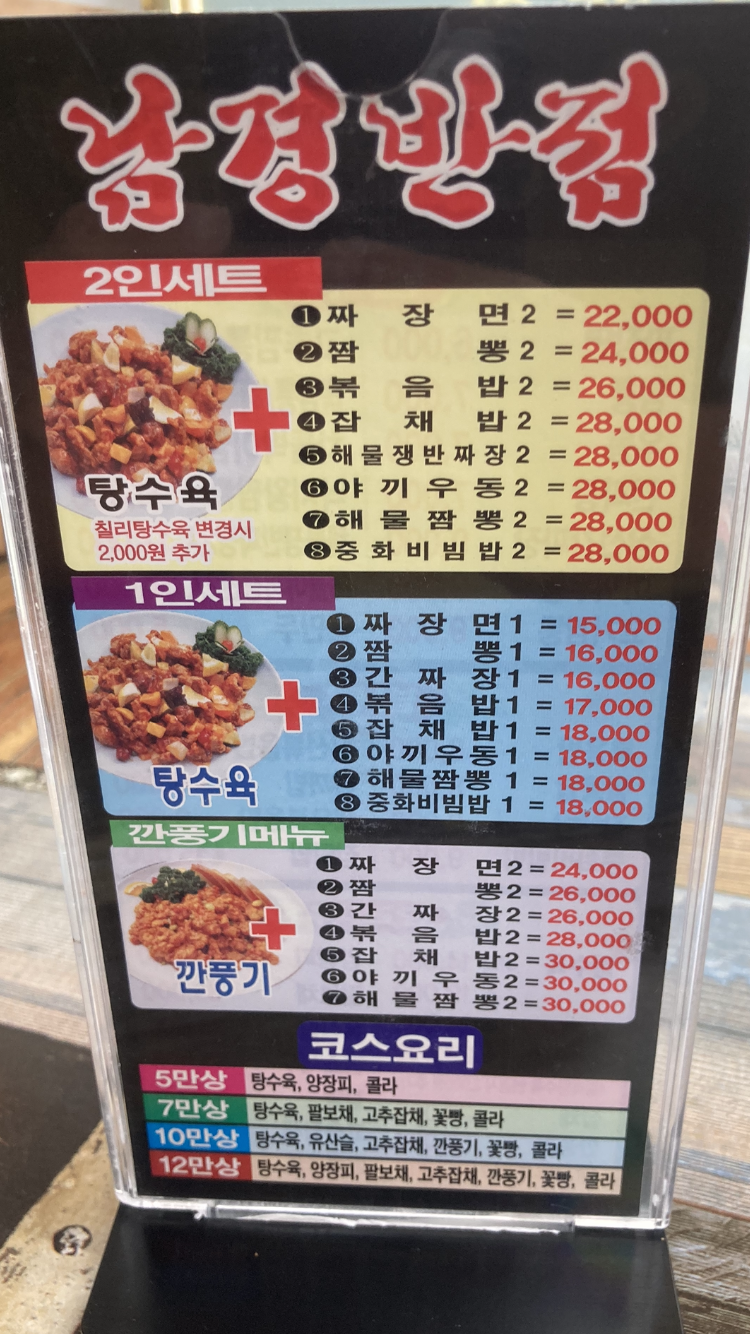 남경반점
2인세트
❶ 짜장면 2 = 22,000
❷ 짬뽕 2 = 24,000
❸ 볶음밥 2 = 26,000
❹ 잡채밥 2 = 28,000
❺ 해물쟁반짜장 2 = 28,000
❻ 야끼우동 2 = 28,000
❼ 해물짬뽕 2 = 28,000
❽ 중화비빔밥 2 = 28,000
탕수육
칠리탕수육 변경시
2,000원 추가
1인세트
❶ 짜장면 1 = 15,000
❷ 짬뽕 1 = 16,000
❸ 간짜장 1 = 16,000
❹ 볶음밥 1 = 17,000
❺ 잡채밥 1 = 18,000
❻ 야끼우동 1 = 18,000
❼ 해물짬뽕 1 = 18,000
❽ 중화비빔밥 1 = 18,000
탕수육
깐풍기메뉴
❶ 짜장면 2 = 24,000
❷ 짬뽕 2 = 26,000
❸ 간짜장 2 = 26,000
❹ 볶음밥 2 = 28,000
❺ 잡채밥 2 = 30,000
❻ 야끼우동 2 = 30,000
❼ 해물짬뽕 2 = 30,000
깐풍기
코스요리
5만상 탕수육, 양장피, 콜라
7만상 탕수육, 팔보채, 고추잡채, 꽃빵, 콜라
10만상 탕수육, 유산슬, 고추잡채, 깐풍기, 꽃빵, 콜라
12만상 탕수육, 양장피, 팔보채, 고추잡채, 깐풍기, 꽃빵, 콜라